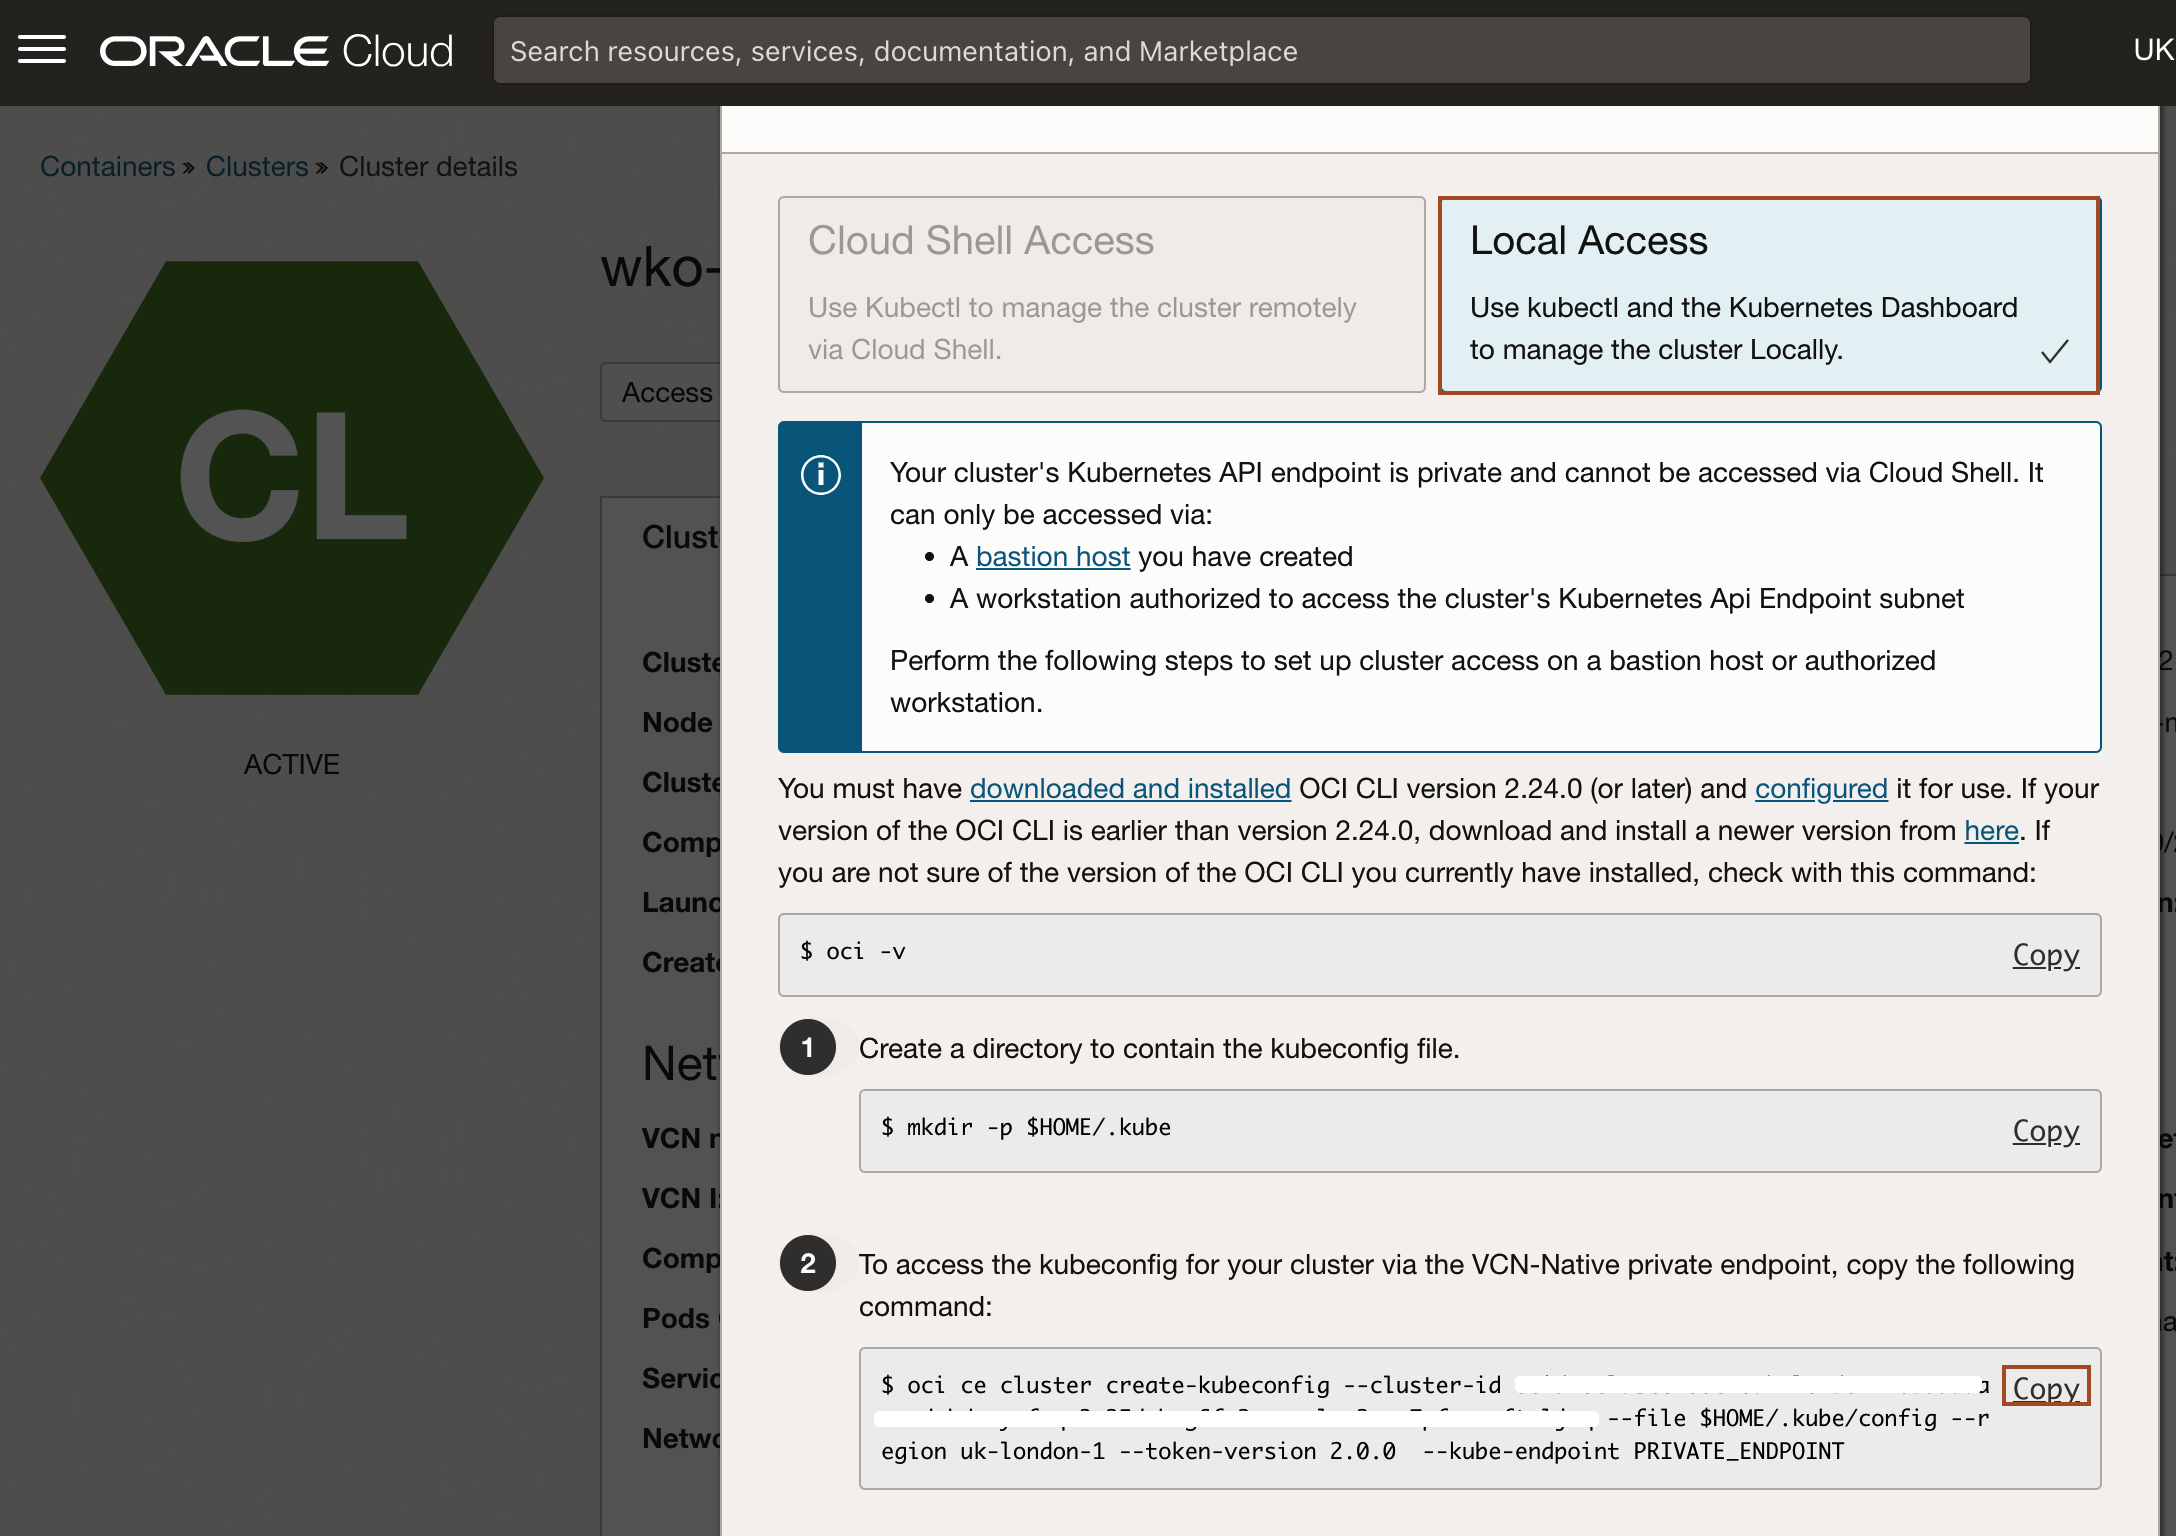 ORACLE Cloud
Search resources, services, documentation, and Marketplace
UK
Containers » Clusters » Cluster details
wko-
CL
ACTIVE
Access
Clust
Cluste
Node
Cluste
Comp
Launc
Create
Net
VCN n
VCN I
Comp
Pods
Servic
Netwo
Cloud Shell Access
Use Kubectl to manage the cluster remotely
via Cloud Shell.
Local Access
Use kubectl and the Kubernetes Dashboard
to manage the cluster Locally.
Your cluster's Kubernetes API endpoint is private and cannot be accessed via Cloud Shell. It
can only be accessed via:
• A bastion host you have created
• A workstation authorized to access the cluster's Kubernetes Api Endpoint subnet
Perform the following steps to set up cluster access on a bastion host or authorized
workstation.
You must have downloaded and installed OCI CLI version 2.24.0 (or later) and configured it for use. If your
version of the OCI CLI is earlier than version 2.24.0, download and install a newer version from here. If
you are not sure of the version of the OCI CLI you currently have installed, check with this command:
$ oci -v
Copy
1 Create a directory to contain the kubeconfig file.
$ mkdir -p $HOME/.kube
Copy
2 To access the kubeconfig for your cluster via the VCN-Native private endpoint, copy the following
command:
$ oci ce cluster create-kubeconfig --cluster-id
Copy
--file $HOME/.kube/config --r
egion uk-london-1 --token-version 2.0.0 --kube-endpoint PRIVATE_ENDPOINT